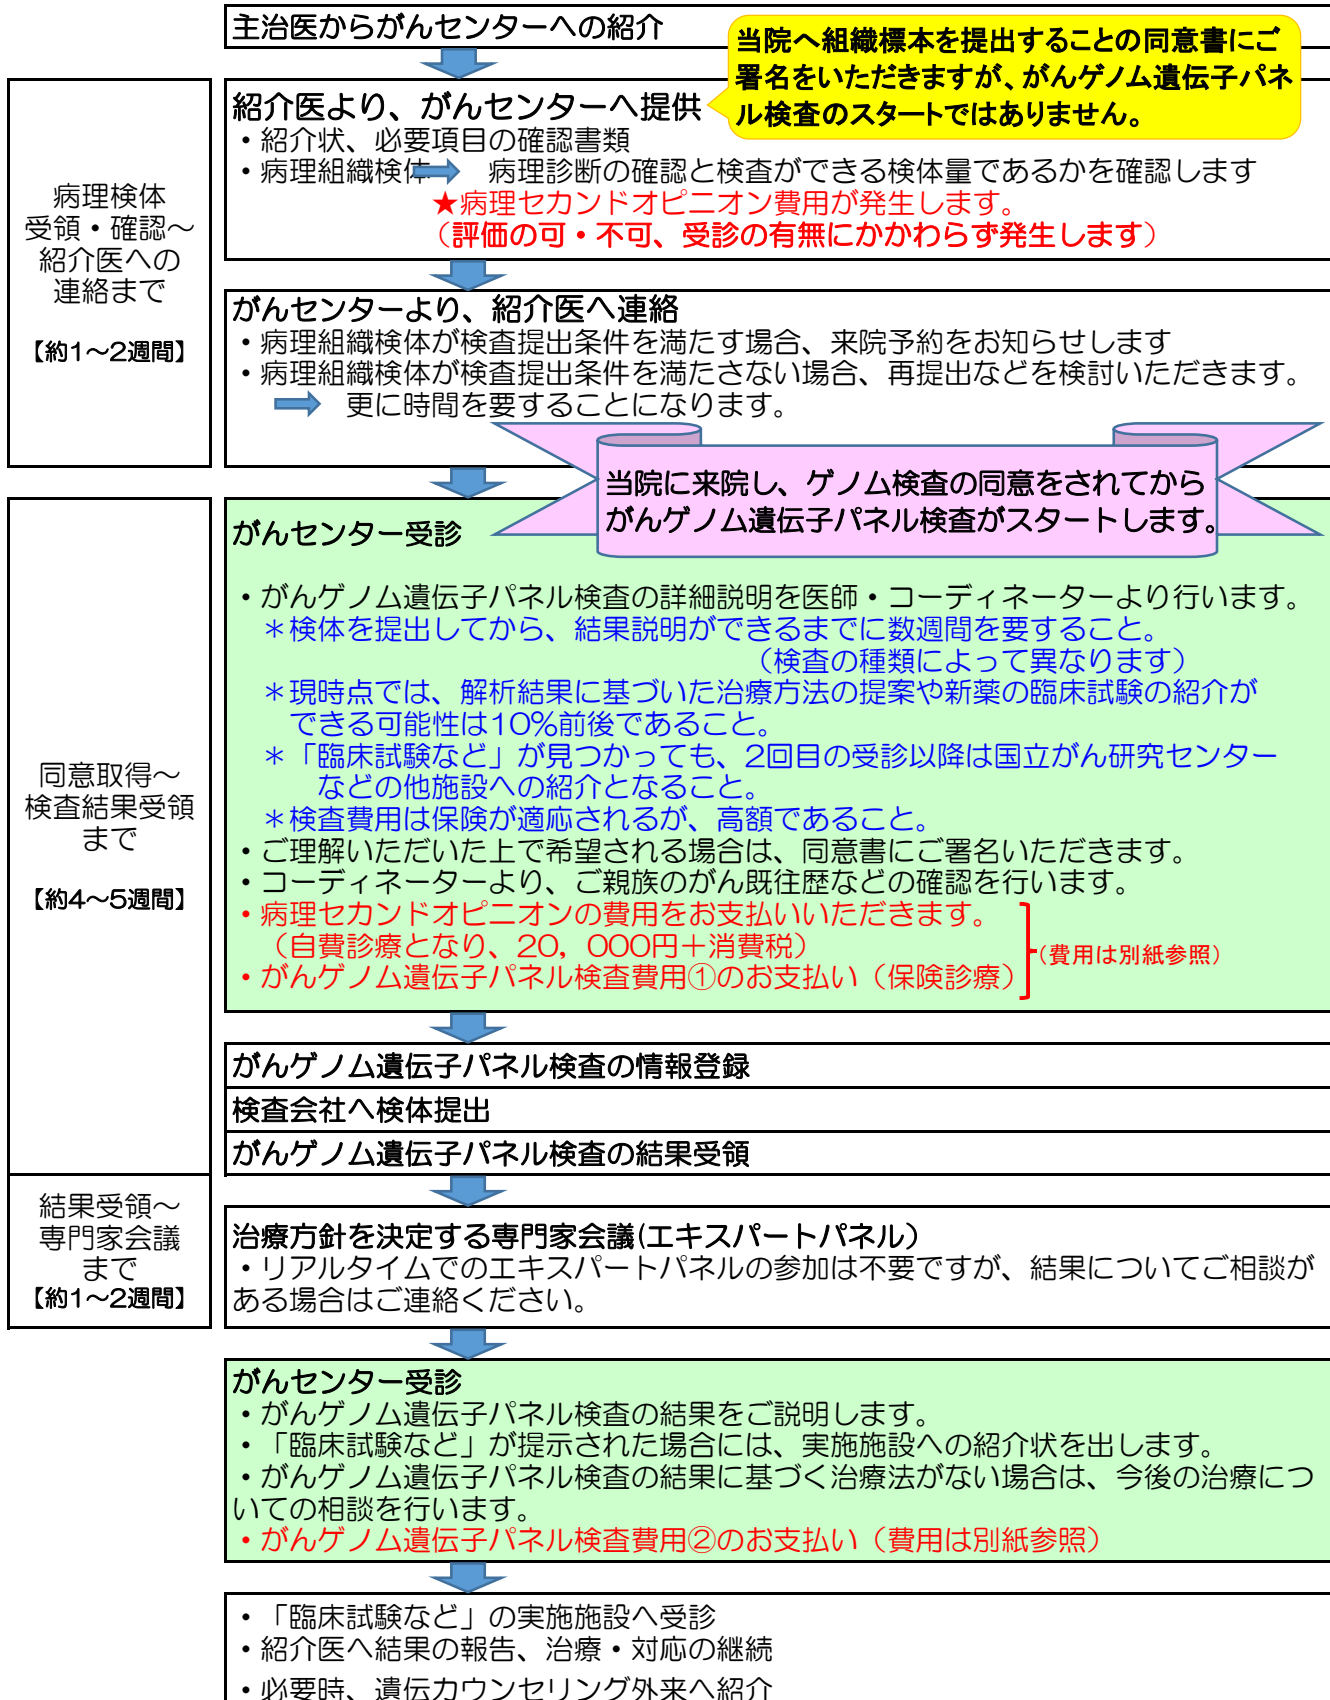 主治医からがんセンターへの紹介
当院へ組織標本を提出することの同意書にご
署名をいただきますが、がんゲノム遺伝子パネ
ル検査のスタートではありません。
病理検体
受領・確認～
紹介医への
連絡まで
【約1～2週間】
紹介医より、がんセンターへ提供
・紹介状、必要項目の確認書類
・病理組織検体 病理診断の確認と検査ができる検体量であるかを確認します
★病理セカンドオピニオン費用が発生します。
（評価の可・不可、受診の有無にかかわらず発生します）
がんセンターより、紹介医へ連絡
・病理組織検体が検査提出条件を満たす場合、来院予約をお知らせします
・病理組織検体が検査提出条件を満たさない場合、再提出などを検討いただきます。
更に時間を要することになります。
当院に来院し、ゲノム検査の同意をされてから
がんゲノム遺伝子パネル検査がスタートします。
同意取得～
検査結果受領
まで
【約4～5週間】
がんセンター受診
・がんゲノム遺伝子パネル検査の詳細説明を医師・コーディネーターより行います。
＊検体を提出してから、結果説明ができるまでに数週間を要すること。
（検査の種類によって異なります）
＊現時点では、解析結果に基づいた治療方法の提案や新薬の臨床試験の紹介が
できる可能性は10％前後であること。
＊「臨床試験など」が見つかっても、2回目の受診以降は国立がん研究センター
などの他施設への紹介となること。
＊検査費用は保険が適応されるが、高額であること。
・ご理解いただいた上で希望される場合は、同意書にご署名いただきます。
・コーディネーターより、ご親族のがん既往歴などの確認を行います。
・病理セカンドオピニオンの費用をお支払いいただきます。
（自費診療となり、20，000円＋消費税）
・がんゲノム遺伝子パネル検査費用①のお支払い（保険診療）
（費用は別紙参照）
がんゲノム遺伝子パネル検査の情報登録
検査会社へ検体提出
がんゲノム遺伝子パネル検査の結果受領
結果受領～
専門家会議
まで
【約1～2週間】
治療方針を決定する専門家会議(エキスパートパネル）
・リアルタイムでのエキスパートパネルの参加は不要ですが、結果についてご相談が
ある場合はご連絡ください。
がんセンター受診
・がんゲノム遺伝子パネル検査の結果をご説明します。
・「臨床試験など」が提示された場合には、実施施設への紹介状を出します。
・がんゲノム遺伝子パネル検査の結果に基づく治療法がない場合は、今後の治療につ
いての相談を行います。
・がんゲノム遺伝子パネル検査費用②のお支払い（費用は別紙参照）
・「臨床試験など」の実施施設へ受診
・紹介医へ結果の報告、治療・対応の継続
・必要時、遺伝カウンセリング外来へ紹介